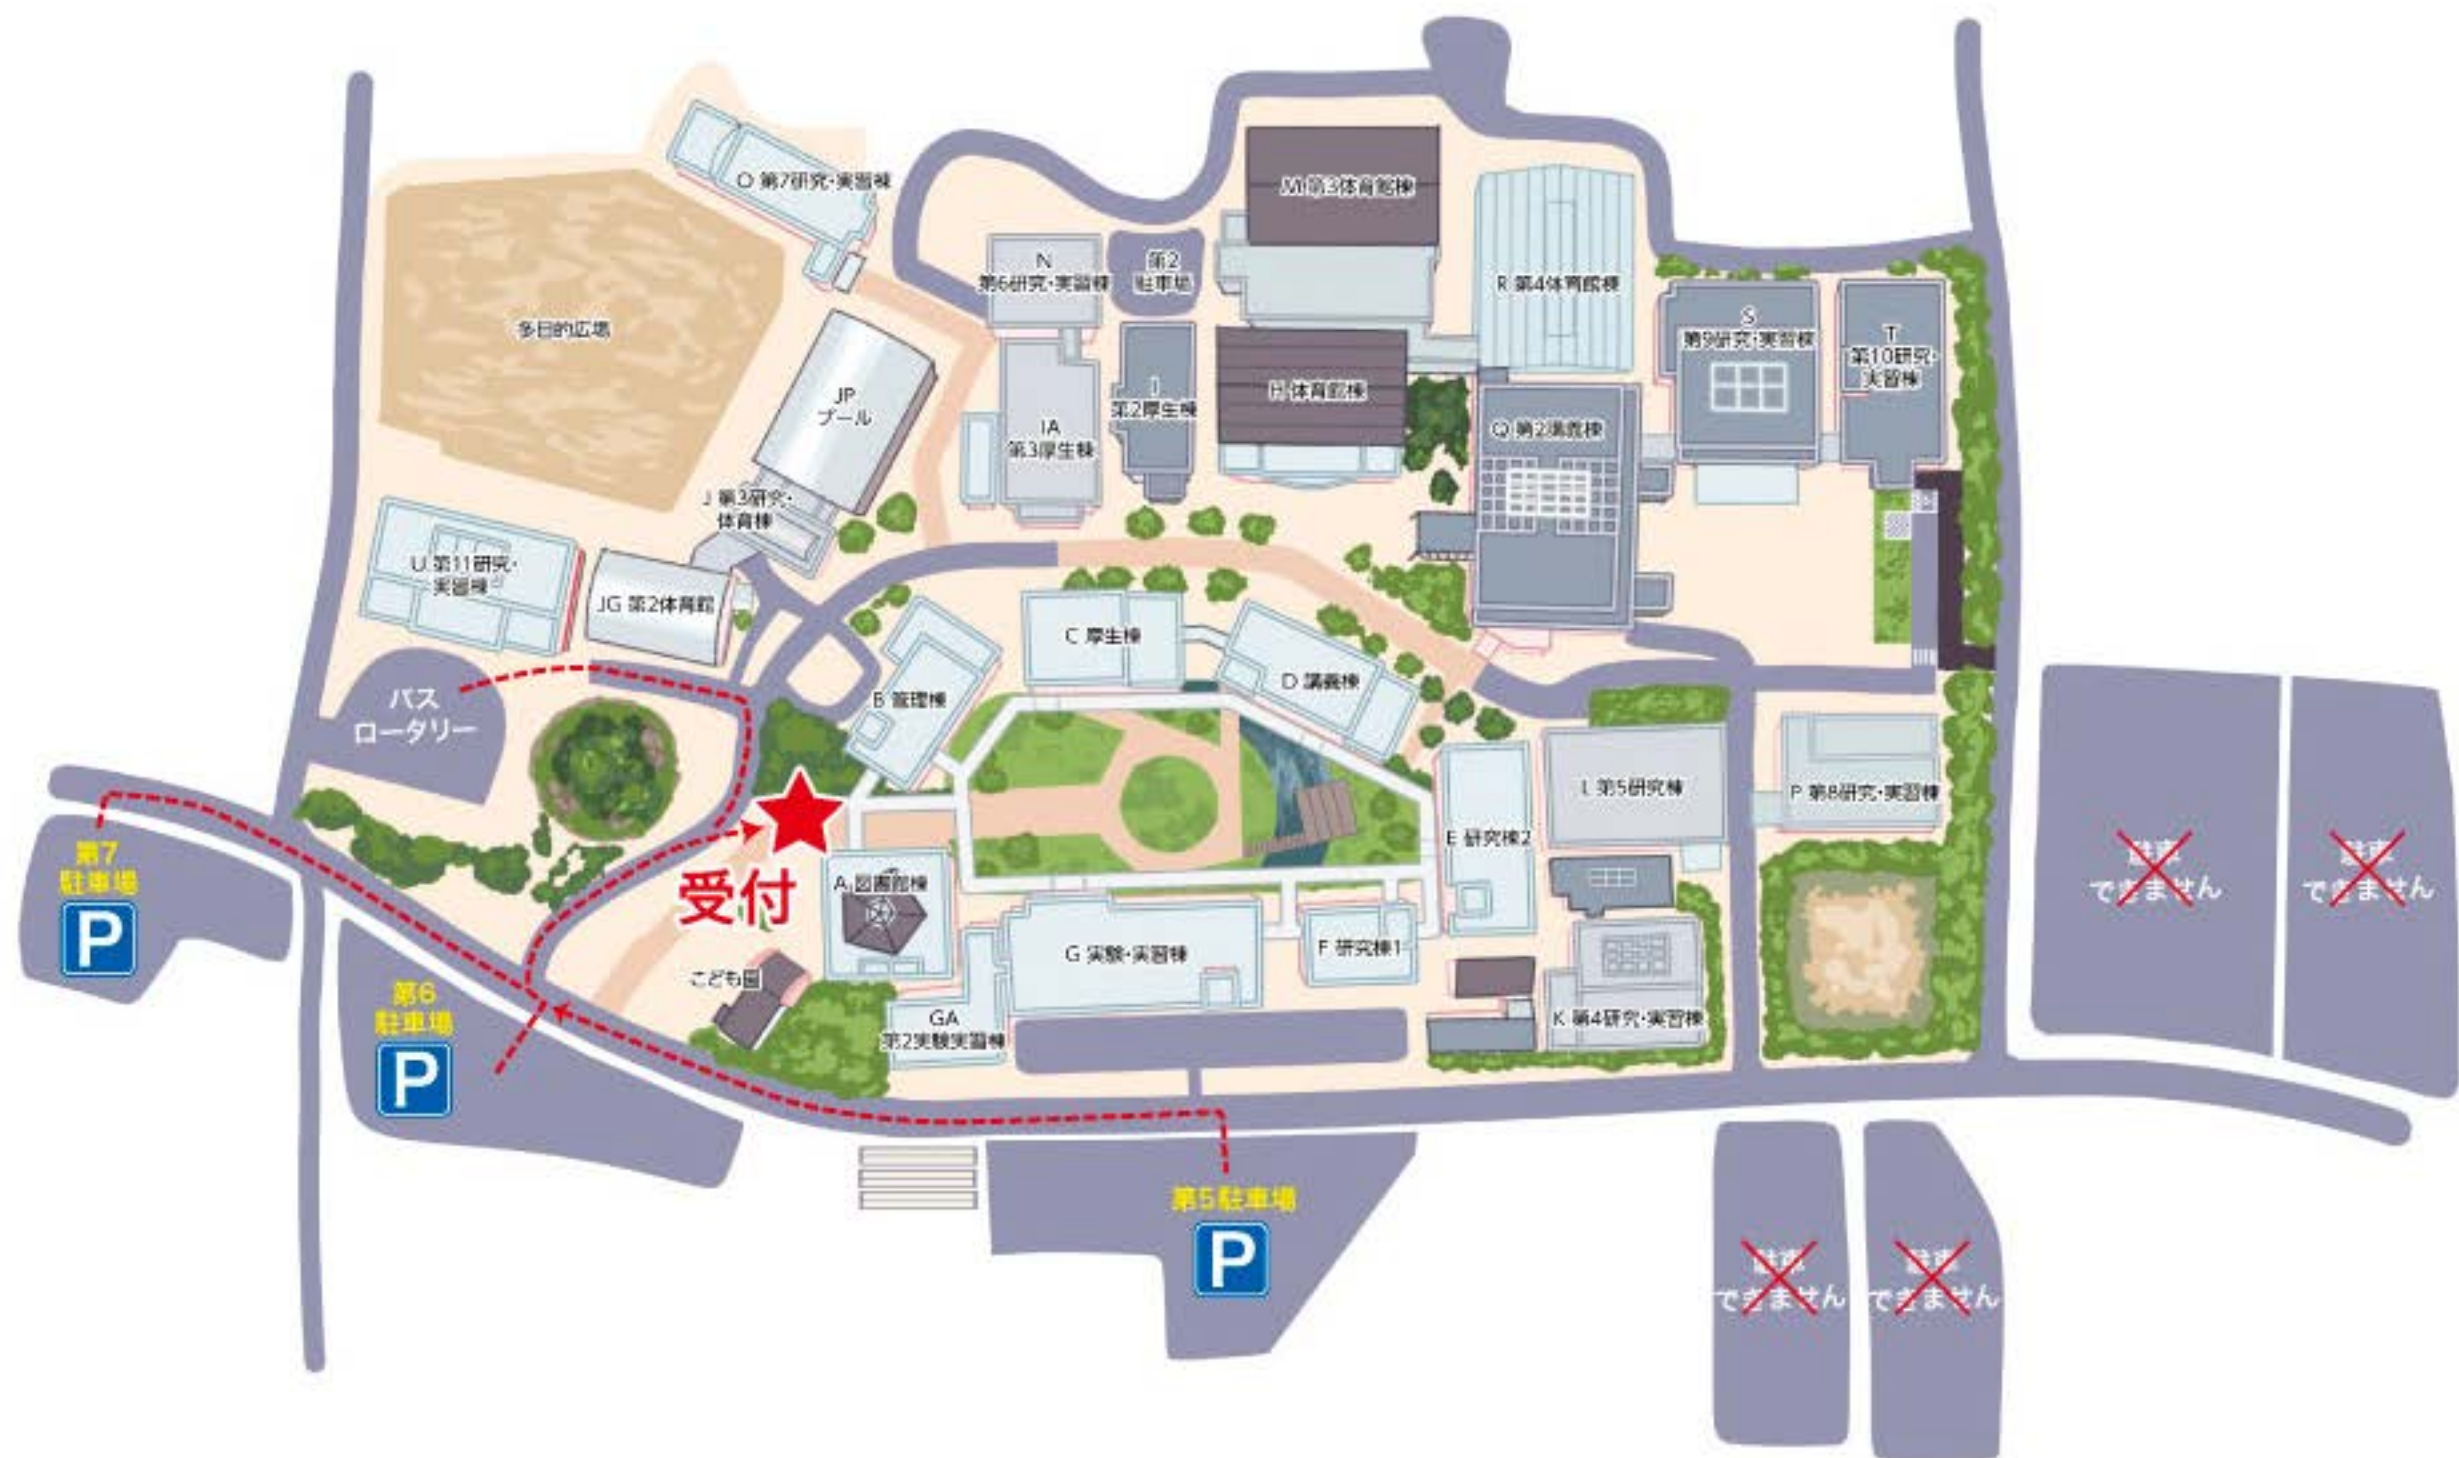 O 第7研究・実習棟
M 第3体育館棟
N
第6研究・実習棟
第2
駐車場
R 第4体育館棟
多目的広場
S
第9研究・実習棟
T
第10研究・
実習棟
JP
プール
I
第2厚生棟
H 体育館棟
IA
第3厚生棟
Q 第2講義棟
J 第3研究・
体育棟
U 第11研究・
実習棟
JG 第2体育館
C 厚生棟
D 講義棟
B 管理棟
バス
ロータリー
L 第5研究棟
P 第8研究・実習棟
E 研究棟2
第7
駐車場
P
受付
A 図書館棟
駐車
できません
駐車
できません
G 実験・実習棟
F 研究棟1
こども園
第6
駐車場
P
GA
第2実験実習棟
K 第4研究・実習棟
第5駐車場
P
駐車
できません
駐車
できません